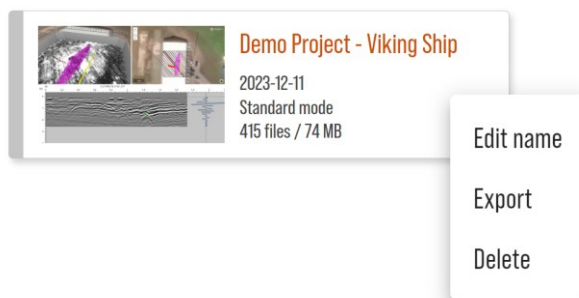 Demo Project - Viking Ship
2023-12-11
Standard mode
415 files / 74 MB
Edit name
Export
Delete